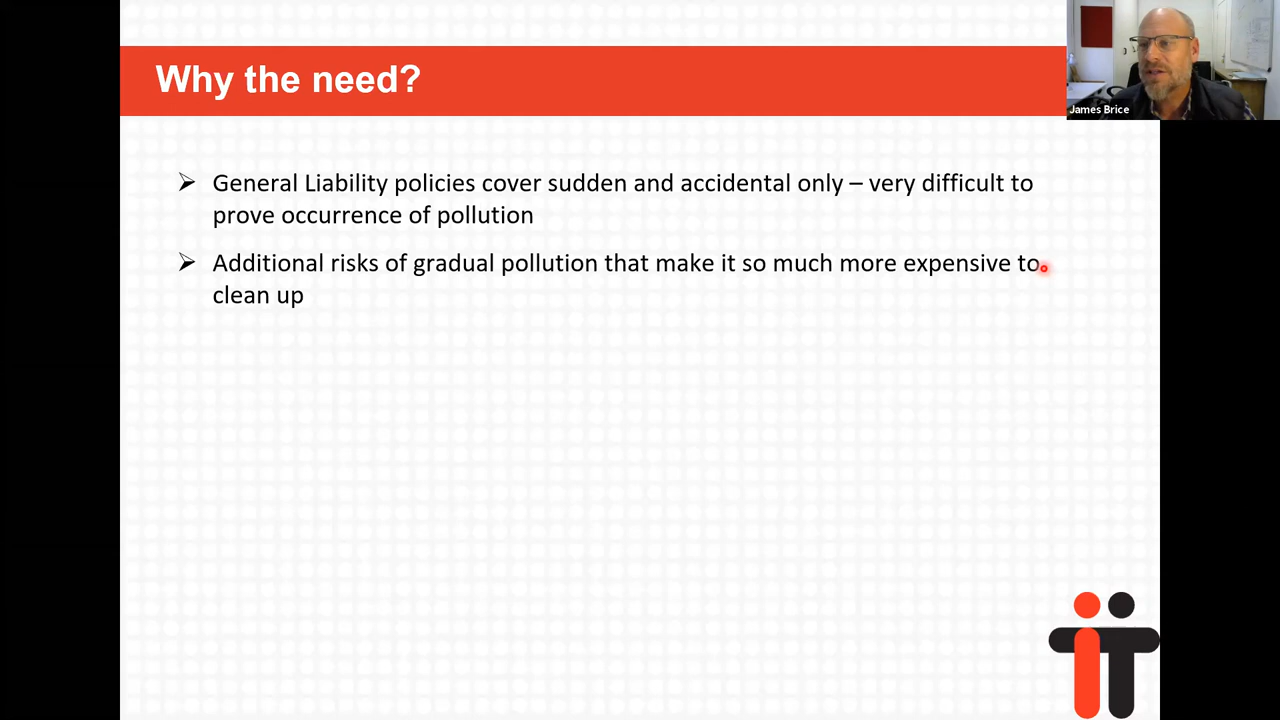 Why the need?
James Brice
➢ General Liability policies cover sudden and accidental only – very difficult to
prove occurrence of pollution
➢ Additional risks of gradual pollution that make it so much more expensive to
clean up